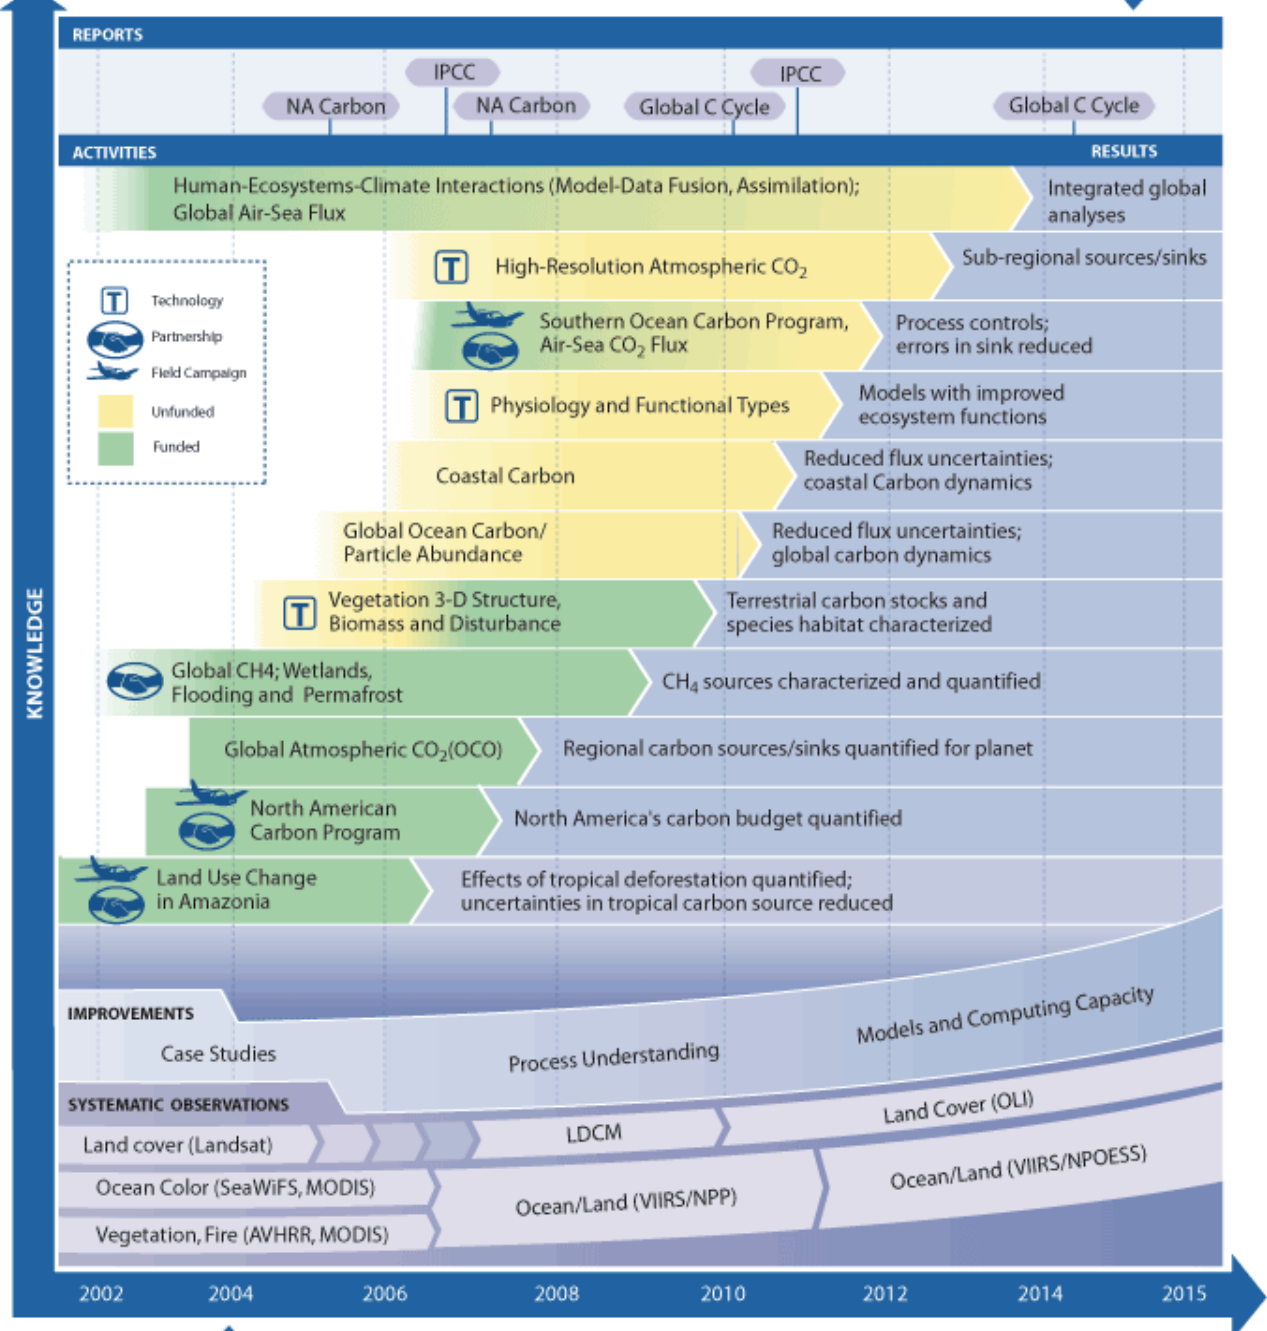 REPORTS
IPCC
IPCC
NA Carbon
NA Carbon
Global C Cycle
Global C Cycle
ACTIVITIES
RESULTS
Human-Ecosystems-Climate Interactions (Model-Data Fusion, Assimilation);
Global Air-Sea Flux
Integrated global
analyses
T
High-Resolution Atmospheric CO2
Sub-regional sources/sinks
T
Technology
Partnership
Field Campaign
Unfunded
Funded
Southern Ocean Carbon Program,
Air-Sea CO2 Flux
Process controls;
errors in sink reduced
T
Physiology and Functional Types
Models with improved
ecosystem functions
Coastal Carbon
Reduced flux uncertainties;
coastal Carbon dynamics
Global Ocean Carbon/
Particle Abundance
Reduced flux uncertainties;
global carbon dynamics
T
Vegetation 3-D Structure,
Biomass and Disturbance
Terrestrial carbon stocks and
species habitat characterized
Global CH4; Wetlands,
Flooding and Permafrost
CH4 sources characterized and quantified
Global Atmospheric CO2(OCO)
Regional carbon sources/sinks quantified for planet
North American
Carbon Program
North America's carbon budget quantified
Land Use Change
in Amazonia
Effects of tropical deforestation quantified;
uncertainties in tropical carbon source reduced
KNOWLEDGE
IMPROVEMENTS
Case Studies
Process Understanding
Models and Computing Capacity
SYSTEMATIC OBSERVATIONS
Land cover (Landsat)
LDCM
Land Cover (OLI)
Ocean Color (SeaWiFS, MODIS)
Vegetation, Fire (AVHRR, MODIS)
Ocean/Land (VIIRS/NPP)
Ocean/Land (VIIRS/NPOESS)
2002
2004
2006
2008
2010
2012
2014
2015